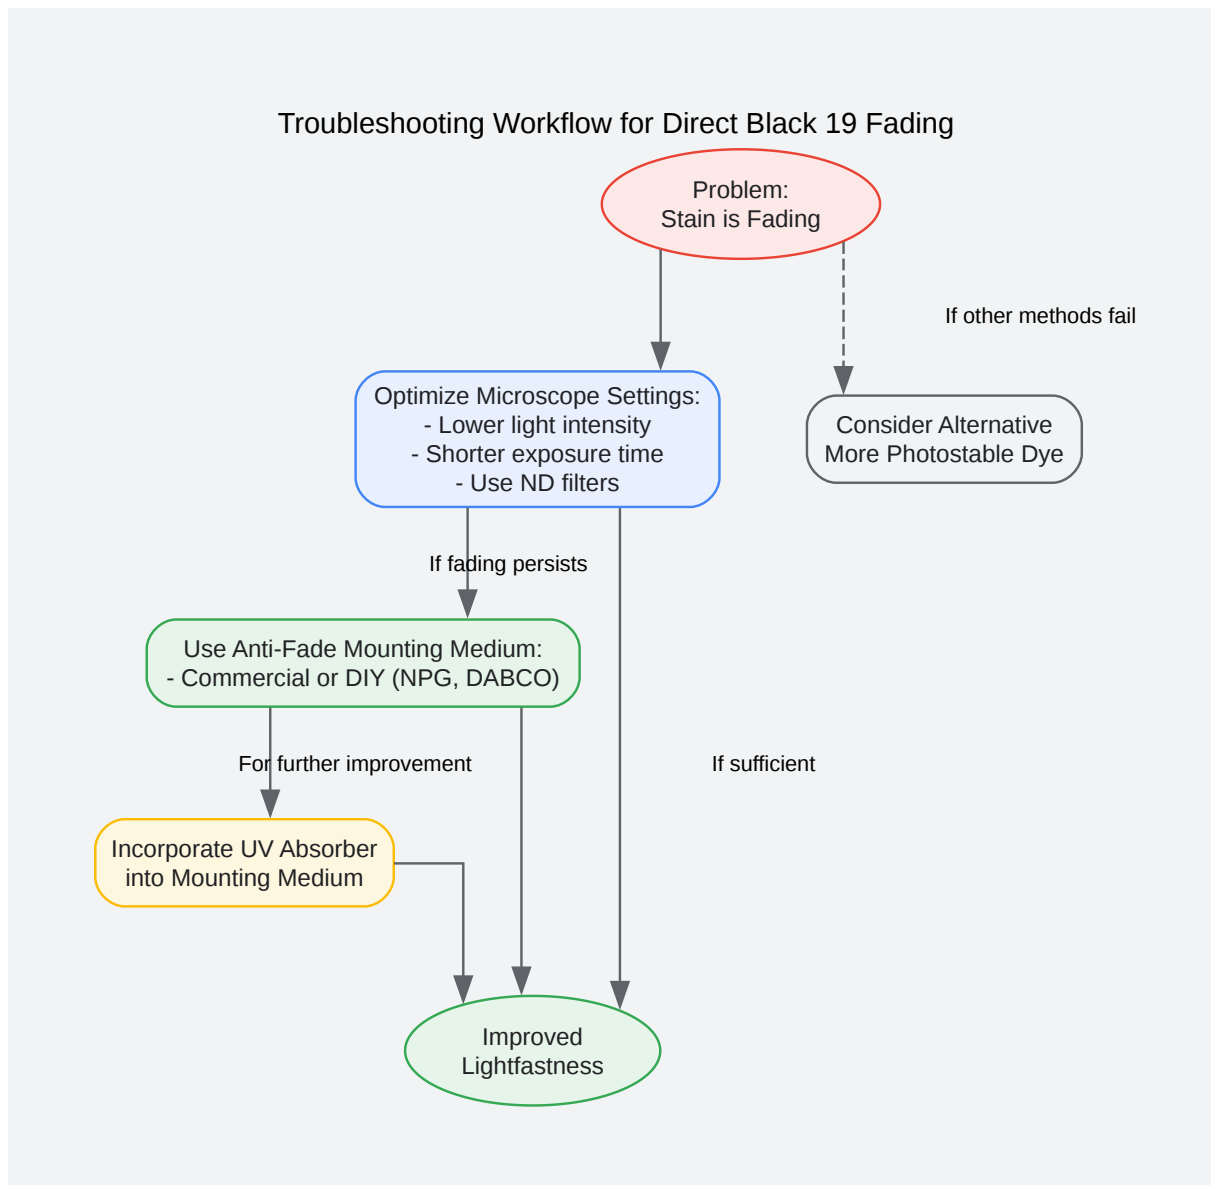 Troubleshooting Workflow for Direct Black 19 Fading
Problem:
Stain is Fading
If other methods fail
Optimize Microscope Settings:
- Lower light intensity
- Shorter exposure time
- Use ND filters
Consider Alternative
More Photostable Dye
If fading persists
Use Anti-Fade Mounting Medium:
- Commercial or DIY (NPG, DABCO)
For further improvement
If sufficient
Incorporate UV Absorber
into Mounting Medium
Improved
Lightfastness